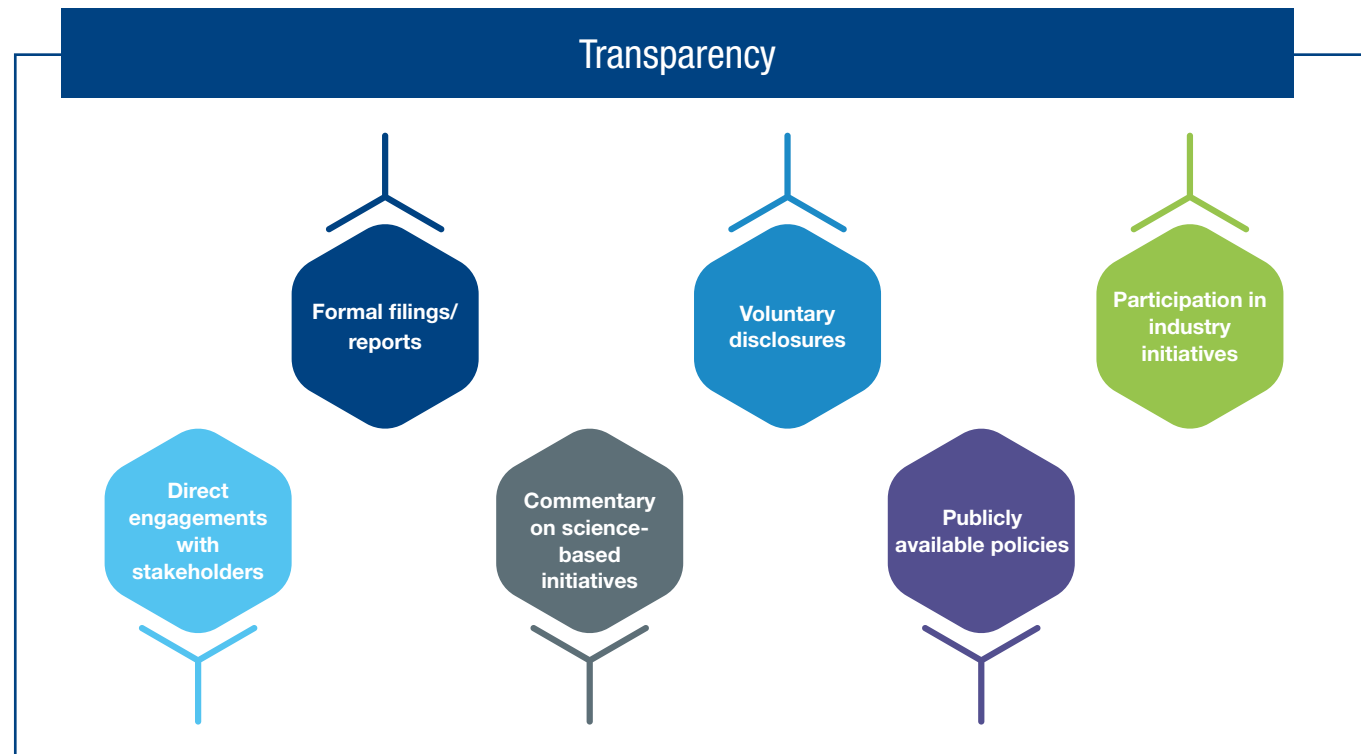 Transparency
Formal filings/
reports
Voluntary
disclosures
Participation in
industry
initiatives
Direct
engagements
with
stakeholders
Commentary
on science-
based
initiatives
Publicly
available policies